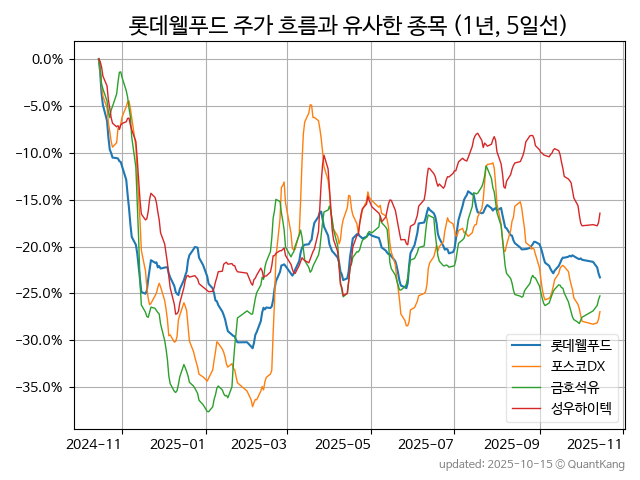 롯데웰푸드 주가 흐름과 유사한 종목 (1년, 5일선)
0.0%
−5.0%
−10.0%
−15.0%
−20.0%
−25.0%
−30.0%
−35.0%
롯데웰푸드
포스코DX
금호석유
성우하이텍
2024-11
2025-01
2025-03
2025-05
2025-07
2025-09
2025-11
updated: 2025-10-15 © QuantKang